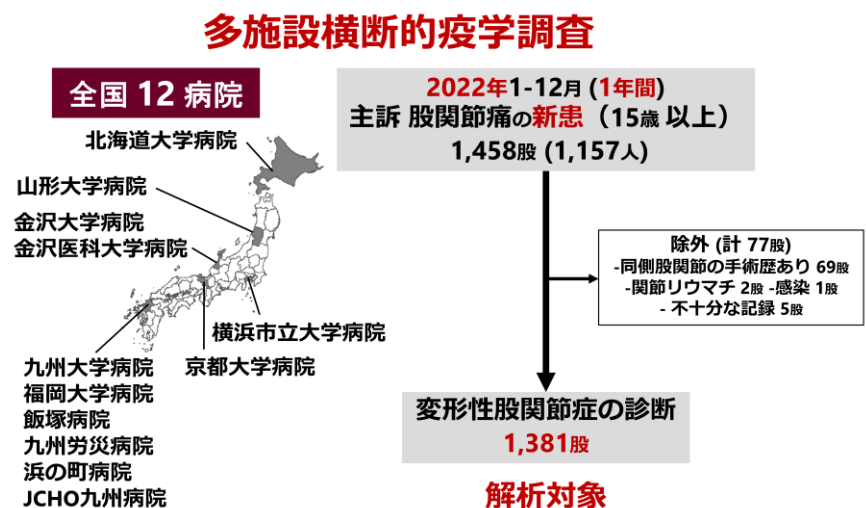 多施設横断的疫学調査
全国 12 病院
北海道大学病院
山形大学病院
金沢大学病院
金沢医科大学病院
横浜市立大学病院
京都大学病院
九州大学病院
福岡大学病院
飯塚病院
九州労災病院
浜の町病院
JCHO九州病院
2022年1-12月 (1年間)
主訴 股関節痛の新患（15歳 以上）
1,458股 (1,157人)
除外 (計 77股)
-同側股関節の手術歴あり 69股
-関節リウマチ 2股 -感染 1股
- 不十分な記録 5股
変形性股関節症の診断
1,381股
解析対象